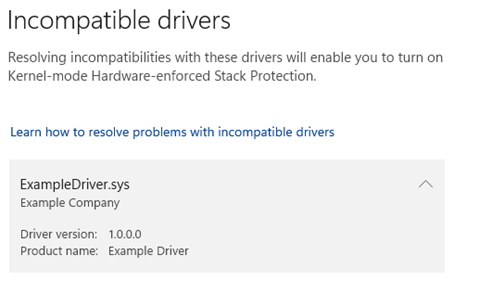 Incompatible drivers
Resolving incompatibilities with these drivers will enable you to turn on
Kernel-mode Hardware-enforced Stack Protection.
Learn how to resolve problems with incompatible drivers
ExampleDriver.sys
Example Company
Driver version: 1.0.0.0
Product name: Example Driver